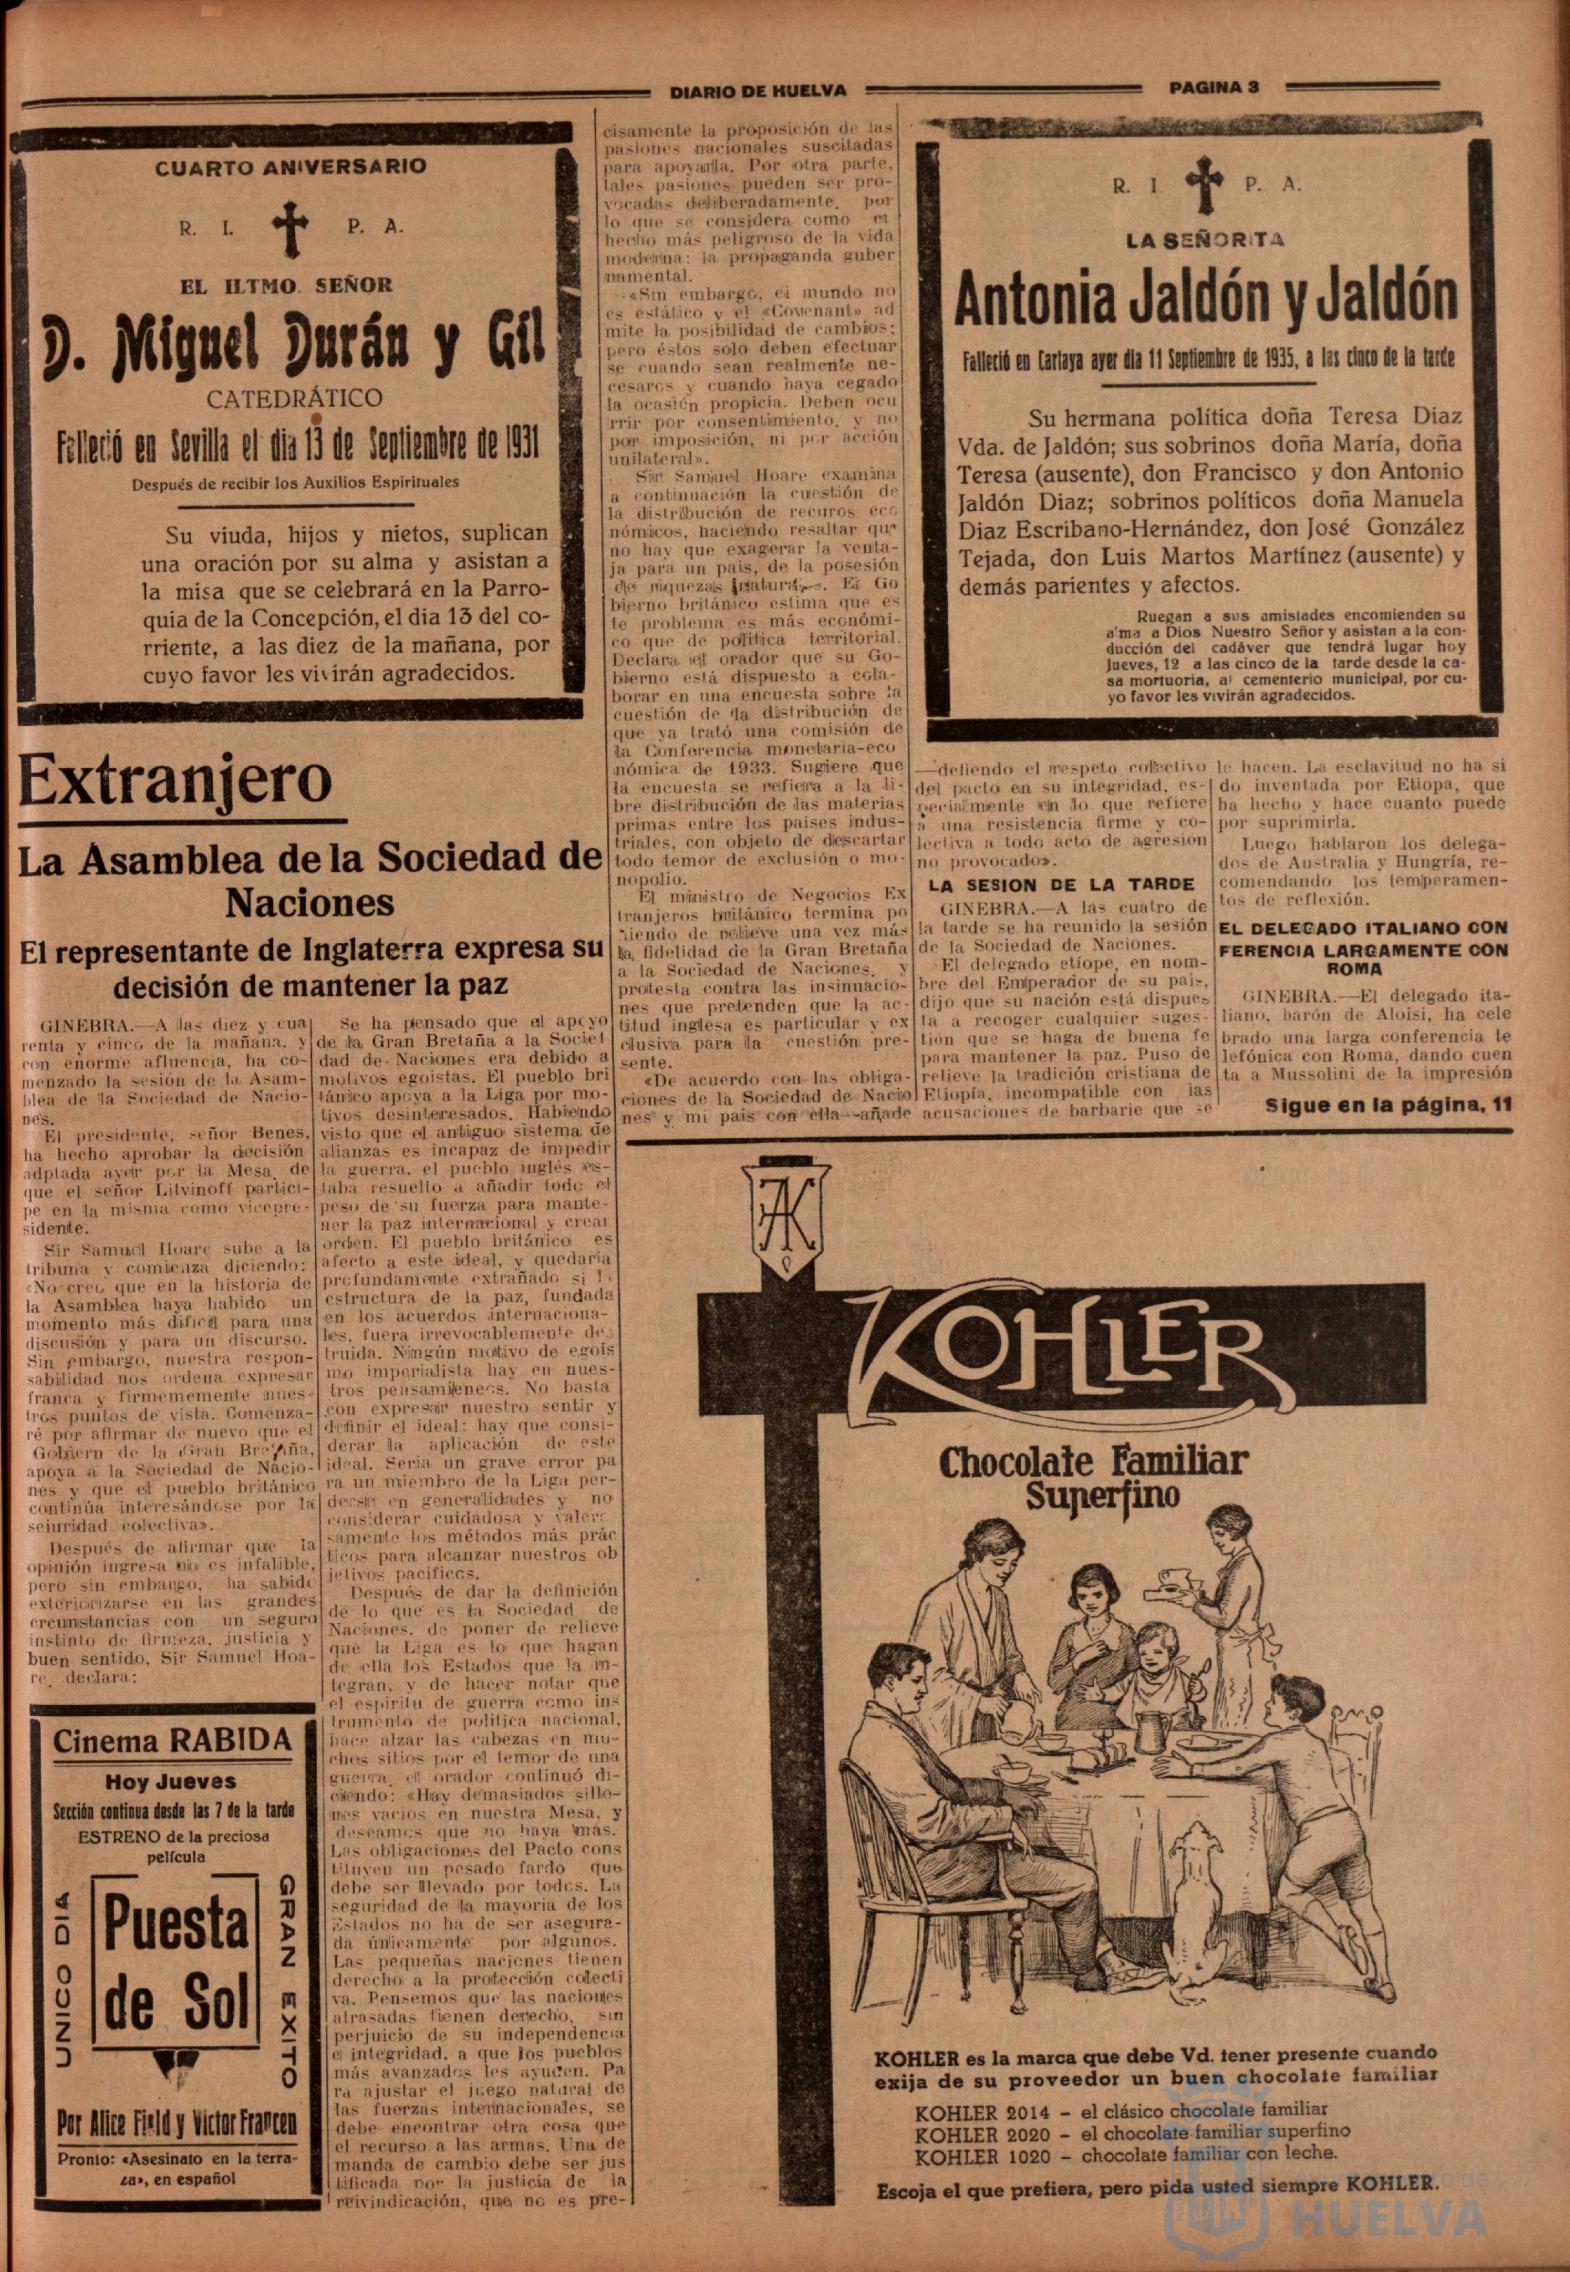 DIARIO DE HUELVA
PAGINA 3
CUARTO ANIVERSARIO
R. I. P. A.
EL ILTMO. SEÑOR
D. Miguel Durán y Gil
CATEDRÁTICO
Falleció en Sevilla el dia 13 de Septiembre de 1931
Después de recibir los Auxilios Espirituales
Su viuda, hijos y nietos, suplican
una oración por su alma y asistan a
la misa que se celebrará en la Parro-
quia de la Concepción, el dia 13 del co-
rriente, a las diez de la mañana, por
cuyo favor les vivirán agradecidos.
Extranjero
La Asamblea de la Sociedad de
Naciones
El representante de Inglaterra expresa su
decisión de mantener la paz
GINEBRA.—A las diez y cua
renta y cinco de la mañana, y
con enorme afluencia, ha co-
menzado la sesión de la Asam-
blea de la Sociedad de Nacio-
nes.
El presidente, señor Benes,
ha hecho aprobar la decisión
adptada ayer por la Mesa, de
que el señor Litvinoff partici-
pe en la misma como vicepre-
sidente.
Sir Samuel Hoare sube a la
tribuna y comienza diciendo:
«No creo que en la historia de
la Asamblea haya habido un
momento más difícil para una
discusión y para un discurso.
Sin embargo, nuestra respon-
sabilidad nos ordena expresar
franca y firmememente nues-
tros puntos de vista. Comenza-
ré por afirmar de nuevo que el
Gobiern de la Gran Bretaña,
apoya a la Sociedad de Nacio-
nes y que el pueblo británico
continúa interesándose por la
seiuridad colectiva».
Después de afirmar que la
opinión ingresa no es infalible,
pero sin embargo, ha sabido
exteriorizarse en las grandes
crcunstancias con un seguro
instinto de firmeza, justicia y
buen sentido, Sir Samuel Hoa-
re, declara:
Cinema RABIDA
Hoy Jueves
Sección continua desde las 7 de la tarde
ESTRENO de la preciosa
película
UNICO DIA
Puesta
de Sol
GRAN EXITO
Por Alice Field y Victor Francen
Pronto: «Asesinato en la terra-
za», en español
Se ha pensado que el apoyo
de la Gran Bretaña a la Societ
dad de Naciones era debido a
motivos egoistas. El pueblo bri
tánico apoya a la Liga por mo-
tivos desinteresados. Habiendo
visto que el antiguo sistema de
alianzas es incapaz de impedir
la guerra, el pueblo inglés es-
taba resuelto a añadir todo el
peso de su fuerza para mante-
ner la paz internacional y crear
orden. El pueblo británico es
afecto a este ideal, y quedaria
profundamente extrañado si la
estructura de la paz, fundada
en los acuerdos internaciona-
les, fuera irrevocablemente des
truida. Ningún motivo de egois
mo imperialista hay en nues-
tros pensamienecs. No basta
con expresar nuestro sentir y
definir el ideal: hay que consi-
derar la aplicación de este
ideal. Seria un grave error pa
ra un miembro de la Liga per-
derse en generalidades y no
considerar cuidadosa y valero
samente los métodos más prác
ticos para alcanzar nuestros ob
jetivos pacificos.
Después de dar la definición
de lo que es la Sociedad de
Naciones, de poner de relieve
que la Liga es lo que hagan
de ella los Estados que la in-
tegran, y de hacer notar que
el espiritu de guerra como ins
trumento de politica nacional,
hace alzar las cabezas en mu-
chos sitios por el temor de una
guerra, el orador continuó di-
ciendo: «Hay demasiados sillo-
nes vacios en nuestra Mesa, y
deseamos que no haya más.
Las obligaciones del Pacto cons
tituyen un pesado fardo que
debe ser llevado por todos. La
seguridad de la mayoria de los
Estados no ha de ser asegura-
da únicamente por algunos.
Las pequeñas naciones tienen
derecho a la protección colecti
va. Pensemos que las naciones
atrasadas tienen derecho, sin
perjuicio de su independencia
e integridad, a que los pueblos
más avanzados les ayuden. Pa
ra ajustar el juego natural de
las fuerzas internacionales, se
debe encontrar otra cosa que
el recurso a las armas. Una de
manda de cambio debe ser jus
tificada por la justicia de la
reivindicación, que no es pre-
cisamente la proposición de las
pasiones nacionales suscitadas
para apoyarla. Por otra parte,
tales pasiones pueden ser pro-
vocadas deliberadamente, por
lo que se considera como el
hecho más peligroso de la vida
moderna: la propaganda guber
namental.
«Sin embargo, el mundo no
es estático y el «Covenant» ad
mite la posibilidad de cambios;
pero éstos solo deben efectuar
se cuando sean realmente ne-
cesaros y cuando haya cegado
la ocasión propicia. Deben ocu
rrir por consentimiento, y no
por imposición, ni por acción
unilateral».
Sir Samuel Hoare examina
a continuación la cuestión de
la distribución de recuros eco
nómicos, haciendo resaltar que
no hay que exagerar la venta-
ja para un pais, de la posesión
de riquezas El Go
bierno británico estima que es
te problema es más económi-
co que de politica territorial.
Declara el orador que su Go-
bierno está dispuesto a cola-
borar en una encuesta sobre la
cuestión de la distribución de
que ya trató una comisión de
la Conferencia monetaria-eco
nómica de 1933. Sugiere que
la encuesta se refiera a la li-
bre distribución de las materias
primas entre los paises indus-
triales, con objeto de descartar
todo temor de exclusión o mo-
nopolio.
El ministro de Negocios Ex
tranjeros británico termina po
niendo de relieve una vez más
la fidelidad de la Gran Bretaña
a la Sociedad de Naciones, y
protesta contra las insinuacio-
nes que pretenden que la ac-
titud inglesa es particular y ex
clusiva para la cuestión pre-
sente.
«De acuerdo con las obliga-
ciones de la Sociedad de Nacio
nes y mi pais con ella—añade
R. I. P. A.
LA SEÑORITA
Antonia Jaldón y Jaldón
Falleció en Cartaya ayer dia 11 Septiembre de 1935, a las cinco de la tarde
Su hermana política doña Teresa Diaz
Vda. de Jaldón; sus sobrinos doña María, doña
Teresa (ausente), don Francisco y don Antonio
Jaldón Diaz; sobrinos políticos doña Manuela
Diaz Escribano-Hernández, don José González
Tejada, don Luis Martos Martínez (ausente) y
demás parientes y afectos.
Ruegan a sus amistades encomienden su
alma a Dios Nuestro Señor y asistan a la con-
ducción del cadáver que tendrá lugar hoy
Jueves, 12 a las cinco de la tarde desde la ca-
sa mortuoria, al cementerio municipal, por cu-
yo favor les vivirán agradecidos.
—defiendo el respeto colectivo
del pacto en su integridad, es-
pecialmente en lo que refiere
a una resistencia firme y co-
lectiva a todo acto de agresión
no provocado».
LA SESION DE LA TARDE
GINEBRA.—A las cuatro de
la tarde se ha reunido la sesión
de la Sociedad de Naciones.
El delegado etíope, en nom-
bre del Emperador de su pais,
dijo que su nación está dispues
ta a recoger cualquier suges-
tión que se haga de buena fe
para mantener la paz. Puso de
relieve la tradición cristiana de
Etiopía, incompatible con las
acusaciones de barbarie que se
le hacen. La esclavitud no ha si
do inventada por Etiopa, que
ha hecho y hace cuanto puede
por suprimirla.
Luego hablaron los delega-
dos de Australia y Hungría, re-
comendando los temperamen-
tos de reflexión.
EL DELEGADO ITALIANO CON
FERENCIA LARGAMENTE CON
ROMA
GINEBRA.—El delegado ita-
liano, barón de Aloisi, ha cele
brado una larga conferencia te
lefónica con Roma, dando cuen
ta a Mussolini de la impresión
Sigue en la página, 11
KOHLER
Chocolate Familiar
Superfino
KOHLER es la marca que debe Vd. tener presente cuando
exija de su proveedor un buen chocolate familiar
KOHLER 2014 – el clásico chocolate familiar
KOHLER 2020 – el chocolate familiar superfino
KOHLER 1020 – chocolate familiar con leche.
Escoja el que prefiera, pero pida usted siempre KOHLER.
HUELVA